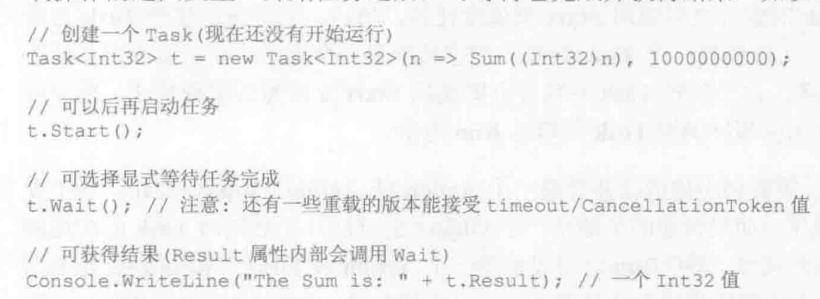 // 创建一个 Task(现在还没有开始运行)
Task<Int32> t = new Task<Int32>(n => Sum((Int32)n), 1000000000);
// 可以后再启动任务
t.Start();
// 可选择显式等待任务完成
t.Wait(); // 注意: 还有一些重载的版本能接受 timeout/CancellationToken 值
// 可获得结果(Result 属性内部会调用 Wait)
Console.WriteLine("The Sum is: " + t.Result); // 一个 Int32 值